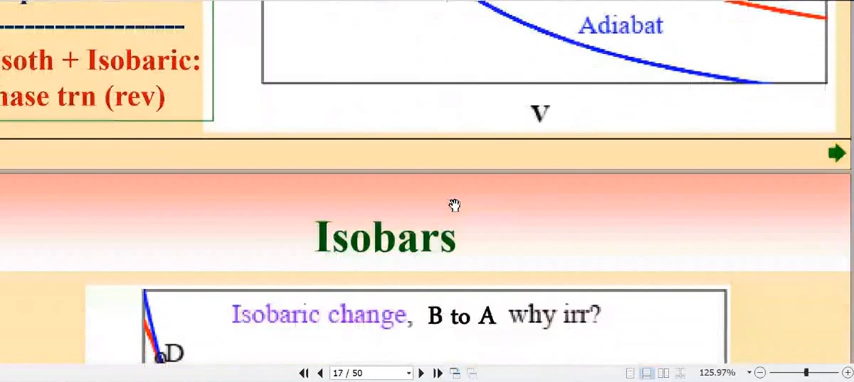 Adiabat
soth + Isobaric:
hase trn (rev)
V
Isobars
Isobaric change, B to A why irr?
D
17 / 50
125.97%